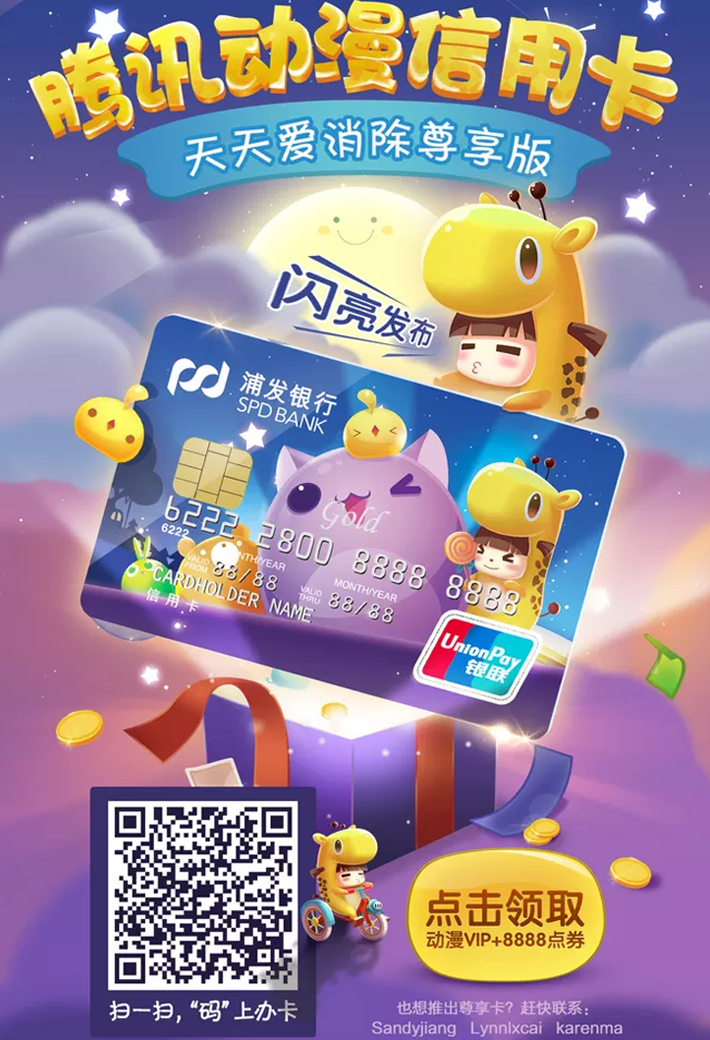 腾讯动漫信用卡
天天爱消除尊享版
闪亮发布
浦发银行
SPD BANK
Gold
6222 2800 8888 8888
6222
MONTH/YEAR
VALID FROM 88/88
MONTH/YEAR
VALID THRU 88/88
CARDHOLDER NAME
信用卡
UnionPay
银联
点击领取
动漫VIP+8888点券
扫一扫，“码”上办卡
也想推出尊享卡？赶快联系：
Sandyjiang Lynnlxcai karenma